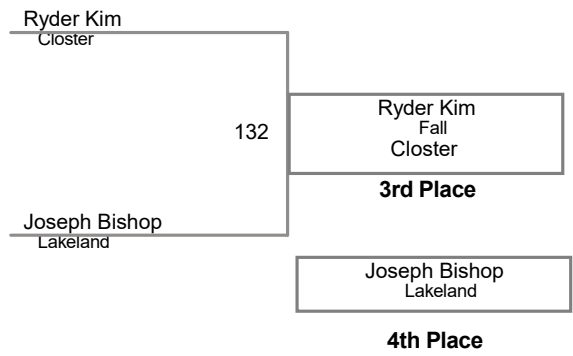 Ryder Kim
Closter
132
Ryder Kim
Fall
Closter
3rd Place
Joseph Bishop
Lakeland
Joseph Bishop
Lakeland
4th Place